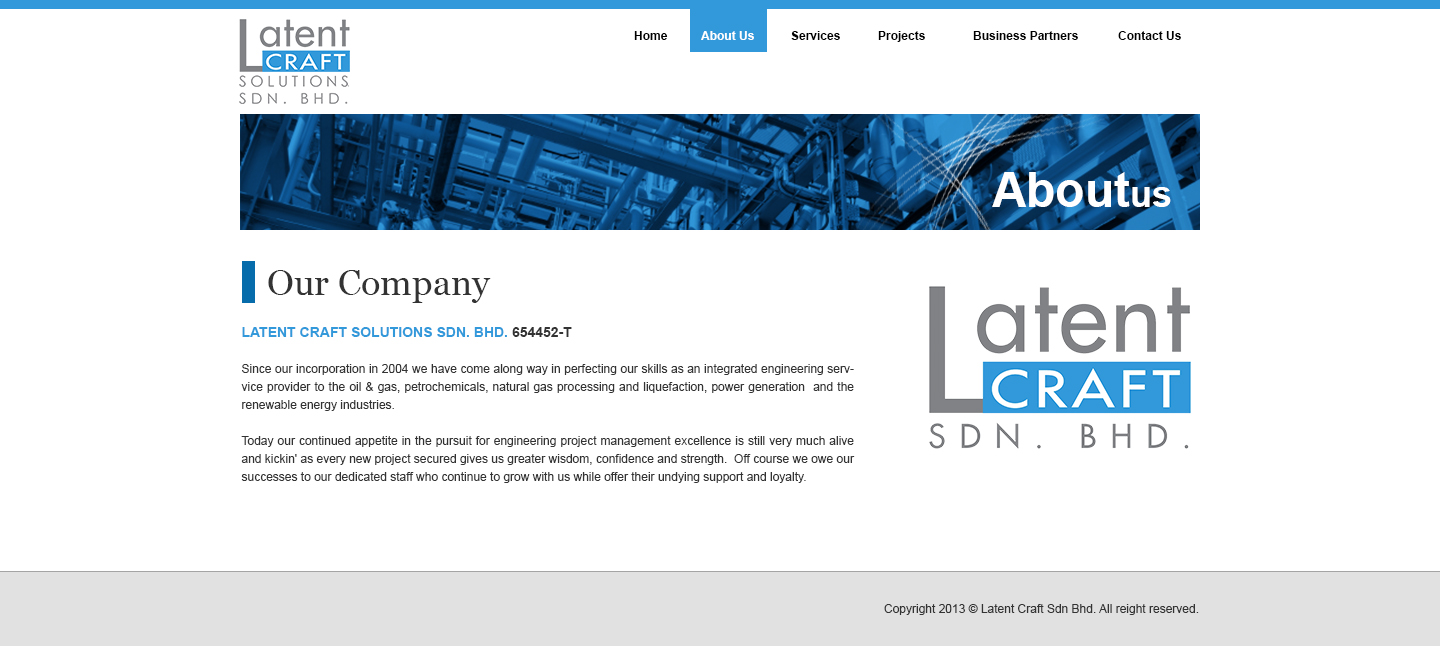 Latent
CRAFT
SOLUTIONS
SDN. BHD.
Home About Us Services Projects Business Partners Contact Us
Aboutus
Our Company
LATENT CRAFT SOLUTIONS SDN. BHD. 654452-T
Since our incorporation in 2004 we have come along way in perfecting our skills as an integrated engineering serv-
vice provider to the oil & gas, petrochemicals, natural gas processing and liquefaction, power generation  and the
renewable energy industries.
Today our continued appetite in the pursuit for engineering project management excellence is still very much alive
and kickin' as every new project secured gives us greater wisdom, confidence and strength.  Off course we owe our
successes to our dedicated staff who continue to grow with us while offer their undying support and loyalty.
Latent
CRAFT
SDN. BHD.
Copyright 2013 © Latent Craft Sdn Bhd. All reight reserved.